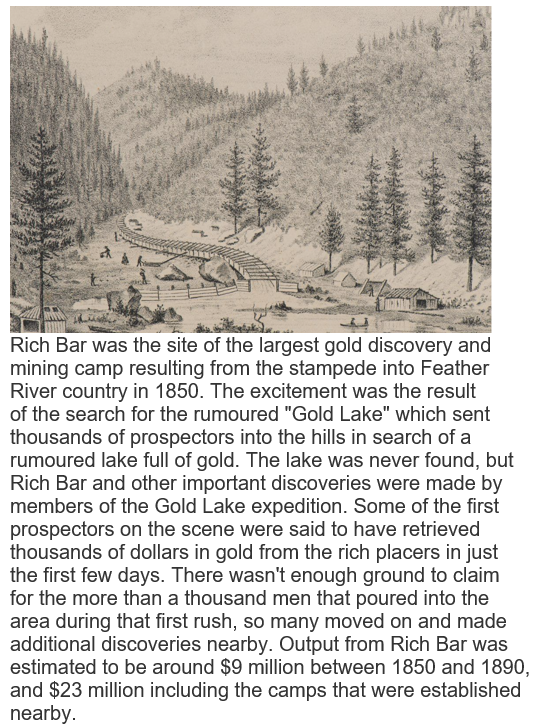 Rich Bar was the site of the largest gold discovery and
mining camp resulting from the stampede into Feather
River country in 1850. The excitement was the result
of the search for the rumoured "Gold Lake" which sent
thousands of prospectors into the hills in search of a
rumoured lake full of gold. The lake was never found, but
Rich Bar and other important discoveries were made by
members of the Gold Lake expedition. Some of the first
prospectors on the scene were said to have retrieved
thousands of dollars in gold from the rich placers in just
the first few days. There wasn't enough ground to claim
for the more than a thousand men that poured into the
area during that first rush, so many moved on and made
additional discoveries nearby. Output from Rich Bar was
estimated to be around $9 million between 1850 and 1890,
and $23 million including the camps that were established
nearby.